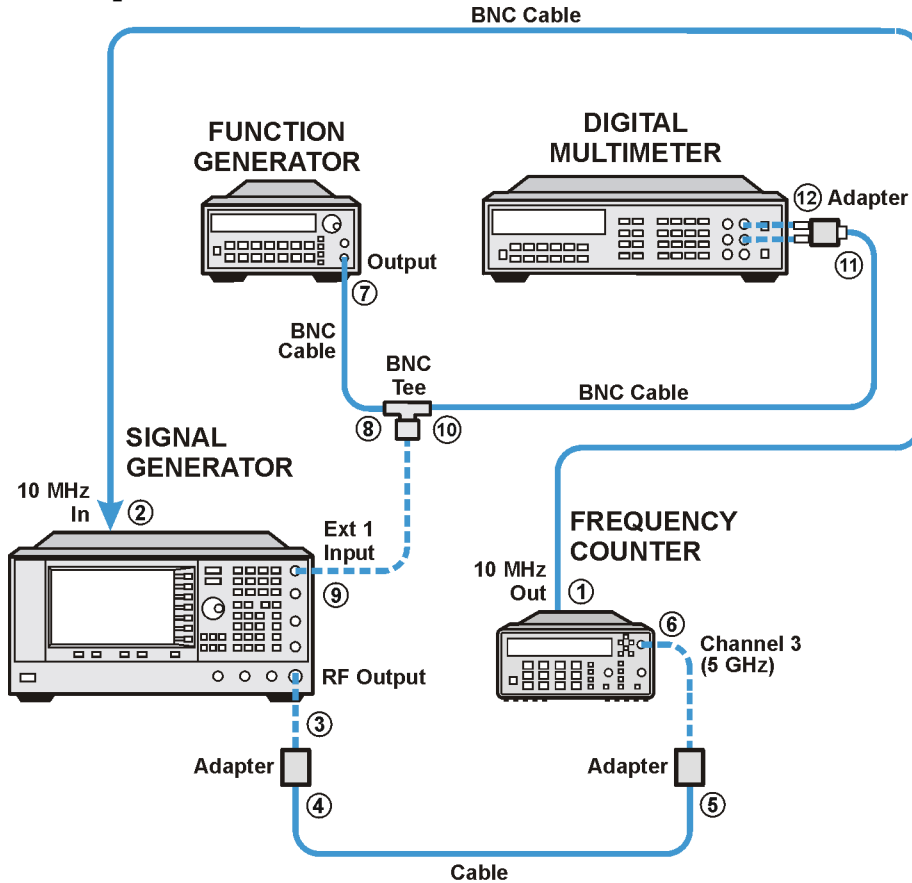 BNC Cable
FUNCTION
GENERATOR
DIGITAL
MULTIMETER
12 Adapter
Output
11
7
BNC
Cable
BNC
Tee
BNC Cable
8
10
SIGNAL
GENERATOR
10 MHz
In
2
Ext 1
Input
9
FREQUENCY
COUNTER
10 MHz
Out
1
6
Channel 3
(5 GHz)
RF Output
3
Adapter
Adapter
4
5
Cable